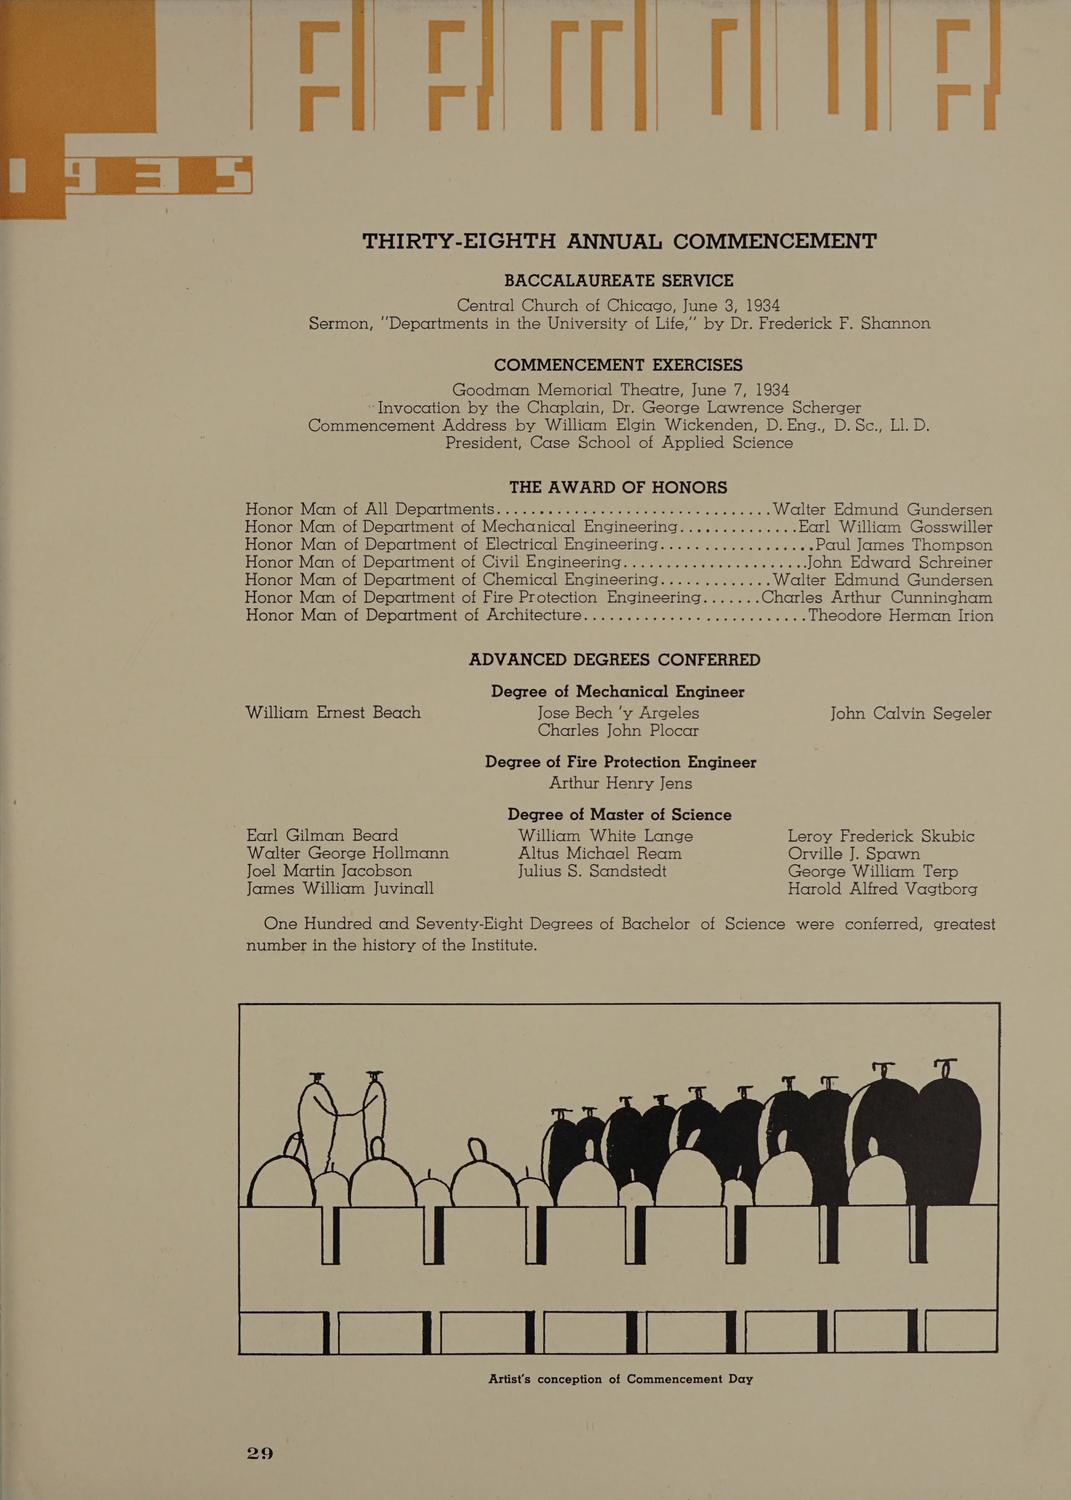 1935
THIRTY-EIGHTH ANNUAL COMMENCEMENT
BACCALAUREATE SERVICE
Central Church of Chicago, June 3, 1934
Sermon, "Departments in the University of Life," by Dr. Frederick F. Shannon
COMMENCEMENT EXERCISES
Goodman Memorial Theatre, June 7, 1934
Invocation by the Chaplain, Dr. George Lawrence Scherger
Commencement Address by William Elgin Wickenden, D. Eng., D. Sc., Ll. D.
President, Case School of Applied Science
THE AWARD OF HONORS
Honor Man of All Departments...............................Walter Edmund Gundersen
Honor Man of Department of Mechanical Engineering.............Earl William Gosswiller
Honor Man of Department of Electrical Engineering..................Paul James Thompson
Honor Man of Department of Civil Engineering.......................John Edward Schreiner
Honor Man of Department of Chemical Engineering.............Walter Edmund Gundersen
Honor Man of Department of Fire Protection Engineering.......Charles Arthur Cunningham
Honor Man of Department of Architecture..........................Theodore Herman Irion
ADVANCED DEGREES CONFERRED
Degree of Mechanical Engineer
William Ernest Beach Jose Bech 'y Argeles John Calvin Segeler
Charles John Plocar
Degree of Fire Protection Engineer
Arthur Henry Jens
Degree of Master of Science
Earl Gilman Beard William White Lange Leroy Frederick Skubic
Walter George Hollmann Altus Michael Ream Orville J. Spawn
Joel Martin Jacobson Julius S. Sandstedt George William Terp
James William Juvinall Harold Alfred Vagtborg
One Hundred and Seventy-Eight Degrees of Bachelor of Science were conferred, greatest
number in the history of the Institute.
Artist's conception of Commencement Day
29